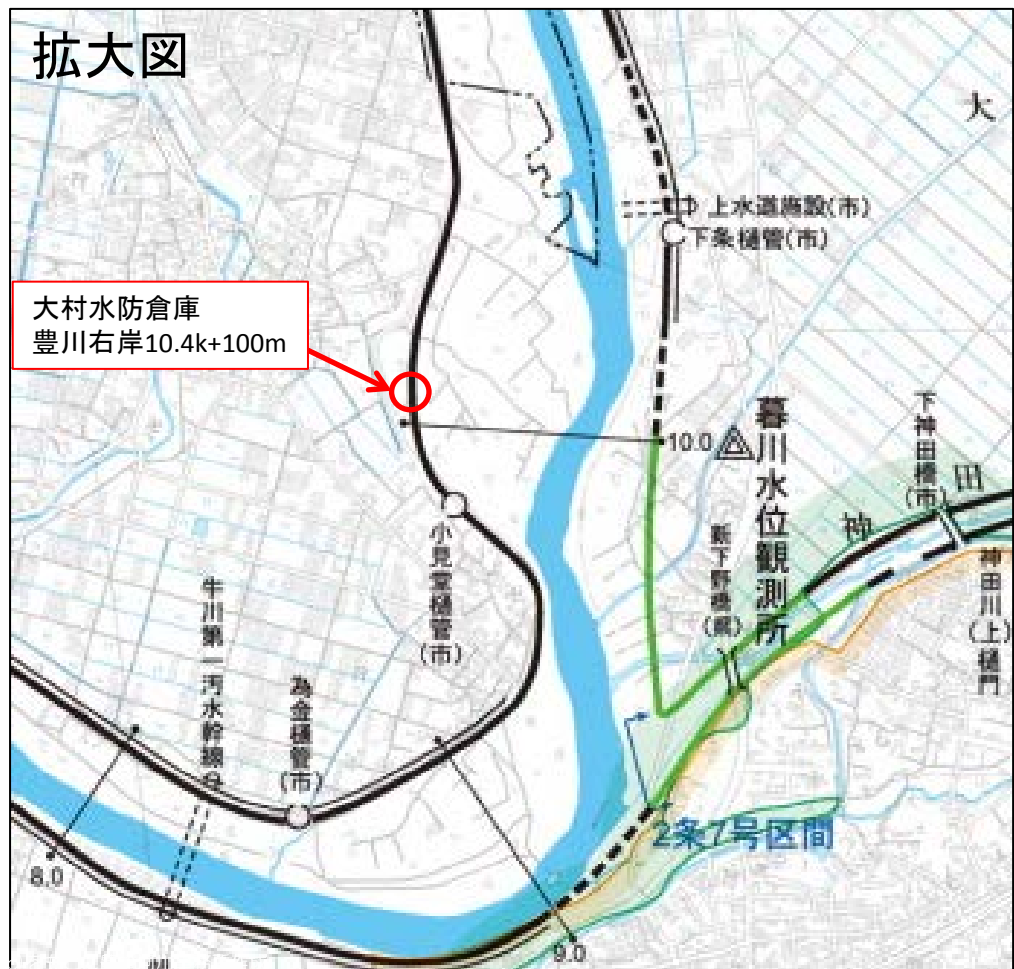 拡大図
大
上水道施設(市)
下条樋管(市)
大村水防倉庫
豊川右岸10.4k+100m
10.0
暮川水位観測所
下神田橋(市)
神田
新下野橋(県)
神田川(上)樋門
小見堂樋管(市)
牛川第一汚水幹線
為金樋管(市)
2条7号区間
8.0
9.0